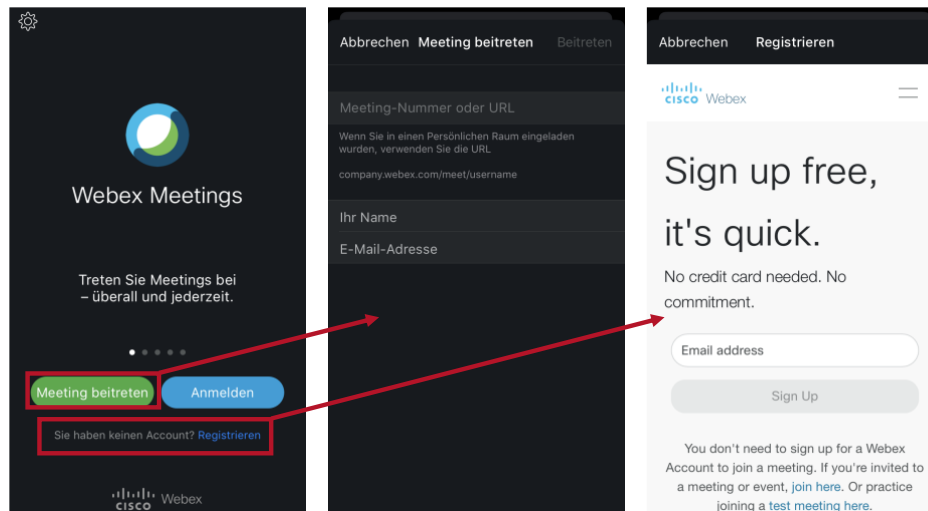 Webex Meetings
Treten Sie Meetings bei
– überall und jederzeit.
Meeting beitreten
Anmelden
Sie haben keinen Account? Registrieren
cisco Webex
Abbrechen Meeting beitreten Beitreten
Meeting-Nummer oder URL
Wenn Sie in einen Persönlichen Raum eingeladen
wurden, verwenden Sie die URL
company.webex.com/meet/username
Ihr Name
E-Mail-Adresse
Abbrechen Registrieren
cisco Webex
Sign up free,
it's quick.
No credit card needed. No
commitment.
Email address
Sign Up
You don't need to sign up for a Webex
Account to join a meeting. If you're invited to
a meeting or event, join here. Or practice
joining a test meeting here.